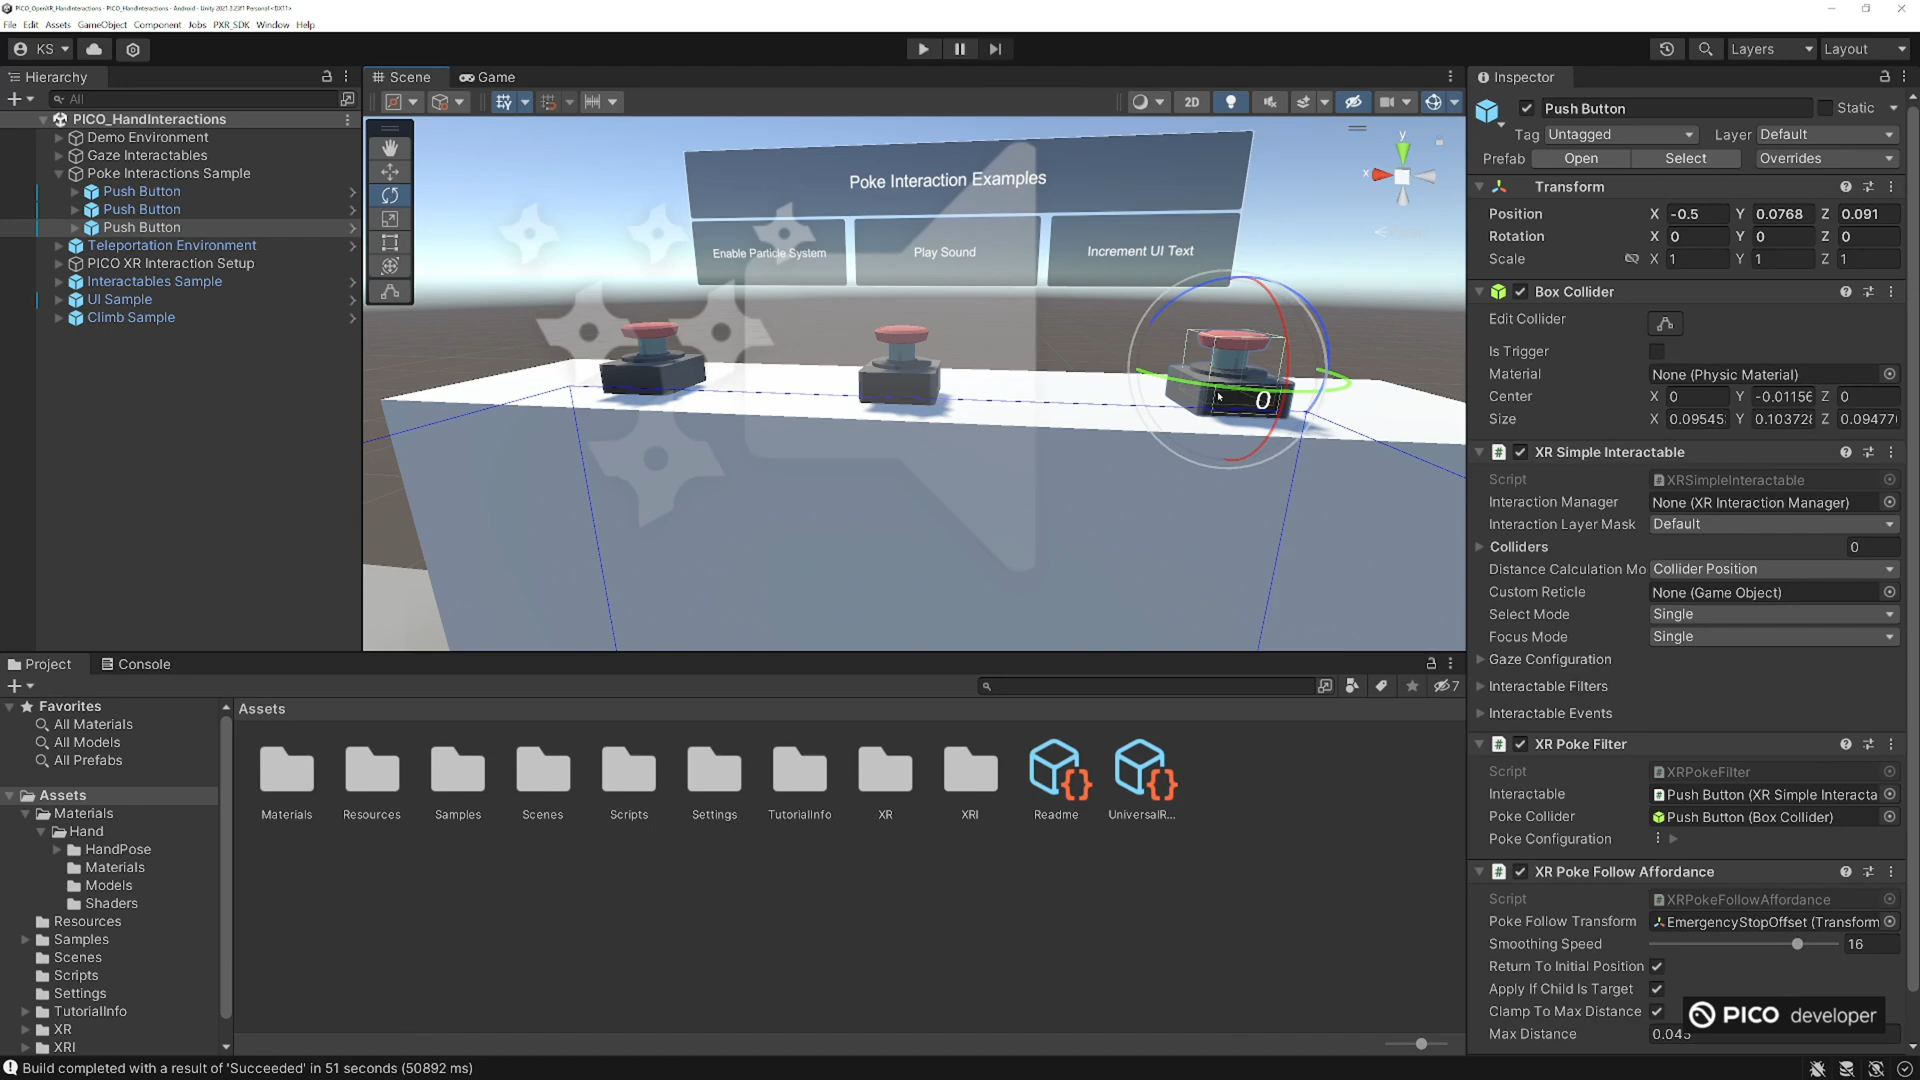 PICO_OpenXR_HandInteractions - PICO_HandInteractions - Android - Unity 2021.3.23f1 Personal <DX11>
File Edit Assets GameObject Component Jobs PXR_SDK Window Help
KS
Layers
Layout
Hierarchy
Scene
Game
Inspector
All
2D
Push Button
Static
PICO_HandInteractions
Demo Environment
Gaze Interactables
Poke Interactions Sample
Push Button
Push Button
Push Button
Teleportation Environment
PICO XR Interaction Setup
Interactables Sample
UI Sample
Climb Sample
Poke Interaction Examples
Enable Particle System
Play Sound
Increment UI Text
0
y
x
Tag Untagged
Layer Default
Prefab Open Select Overrides
Transform
Position X -0.5 Y 0.0768 Z 0.091
Rotation X 0 Y 0 Z 0
Scale X 1 Y 1 Z 1
Box Collider
Edit Collider
Is Trigger
Material None (Physic Material)
Center X 0 Y -0.01156 Z 0
Size X 0.09545 Y 0.103728 Z 0.09477
XR Simple Interactable
Script XRSimpleInteractable
Interaction Manager None (XR Interaction Manager)
Interaction Layer Mask Default
Colliders 0
Distance Calculation Mo Collider Position
Custom Reticle None (Game Object)
Select Mode Single
Focus Mode Single
Gaze Configuration
Interactable Filters
Interactable Events
XR Poke Filter
Script XRPokeFilter
Interactable Push Button (XR Simple Interacta
Poke Collider Push Button (Box Collider)
Poke Configuration
XR Poke Follow Affordance
Script XRPokeFollowAffordance
Poke Follow Transform EmergencyStopOffset (Transform
Smoothing Speed 16
Return To Initial Position
Apply If Child Is Target
Clamp To Max Distance
Max Distance 0.045
PICO developer
Project
Console
7
Favorites
All Materials
All Models
All Prefabs
Assets
Materials
Hand
HandPose
Materials
Models
Shaders
Resources
Samples
Scenes
Scripts
Settings
TutorialInfo
XR
XRI
Assets
Materials Resources Samples Scenes Scripts Settings TutorialInfo XR XRI Readme UniversalR...
Build completed with a result of 'Succeeded' in 51 seconds (50892 ms)